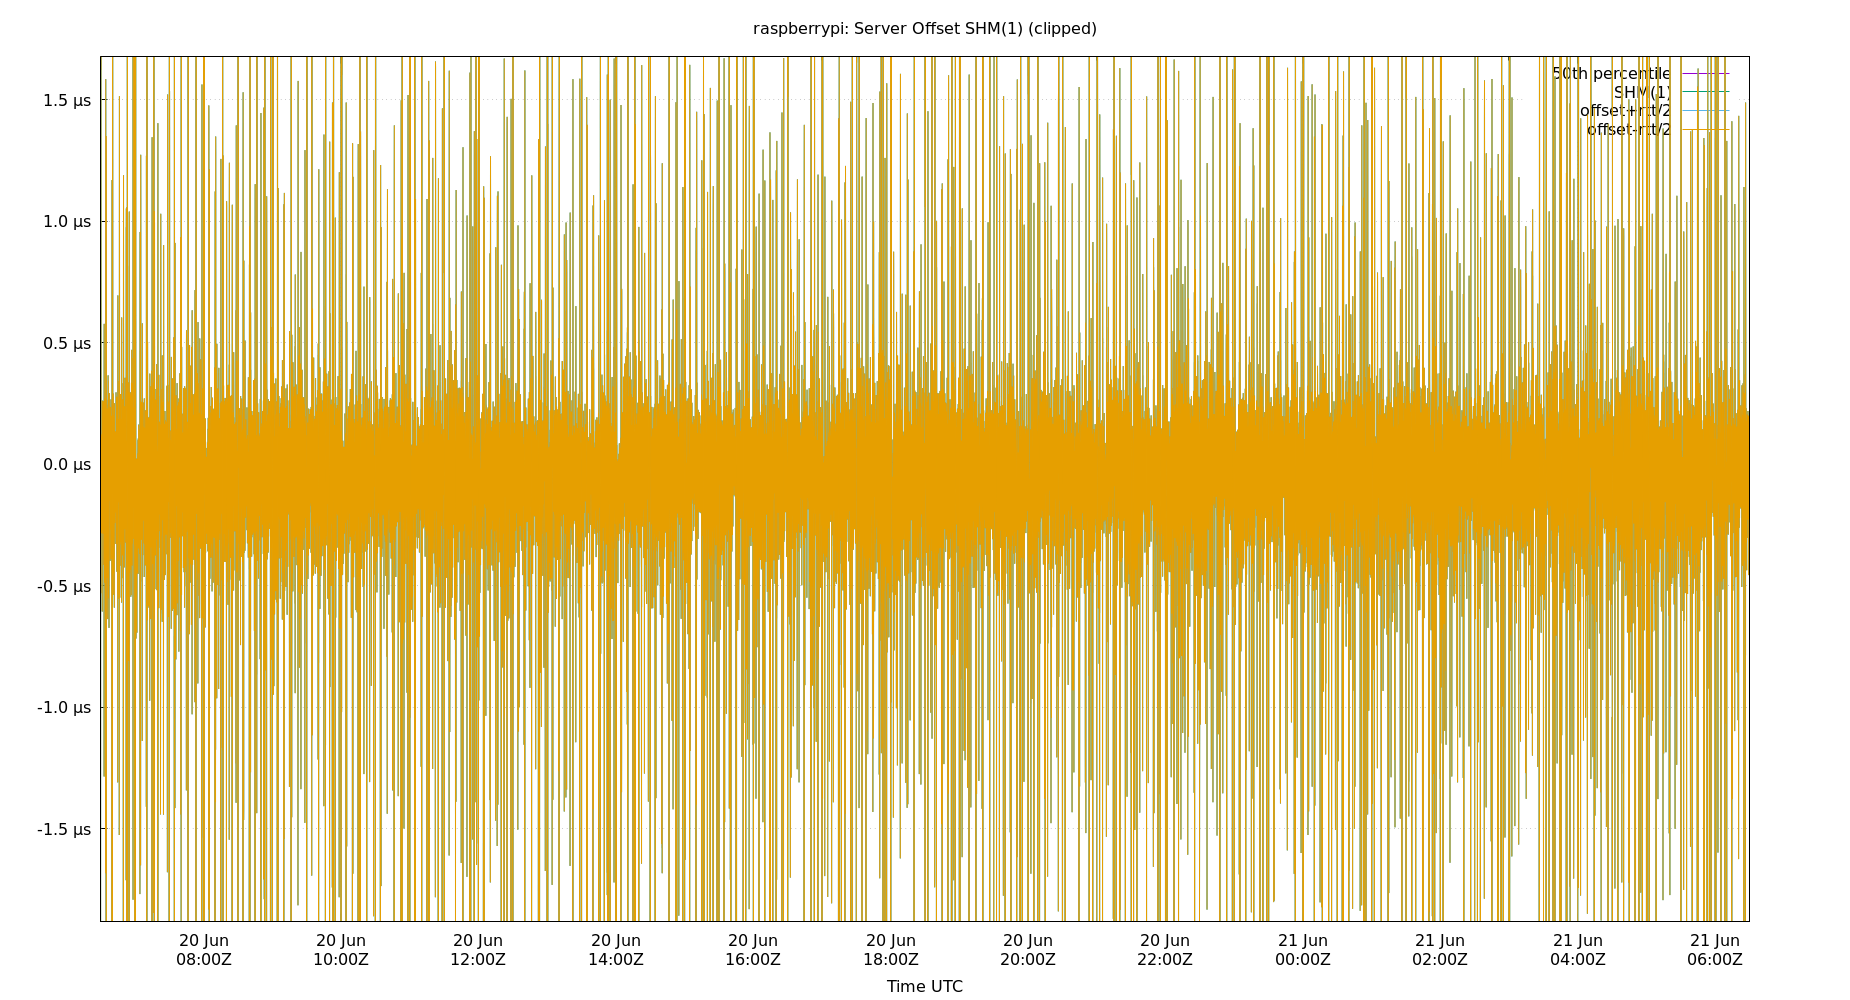 raspberrypi: Server Offset SHM(1) (clipped)
50th percentile
SHM(1)
offset+rtt/2
offset-rtt/2
1.5 µs
1.0 µs
0.5 µs
0.0 µs
-0.5 µs
-1.0 µs
-1.5 µs
20 Jun 20 Jun 20 Jun 20 Jun 20 Jun 20 Jun 20 Jun 20 Jun 21 Jun 21 Jun 21 Jun 21 Jun
08:00Z 10:00Z 12:00Z 14:00Z 16:00Z 18:00Z 20:00Z 22:00Z 00:00Z 02:00Z 04:00Z 06:00Z
Time UTC